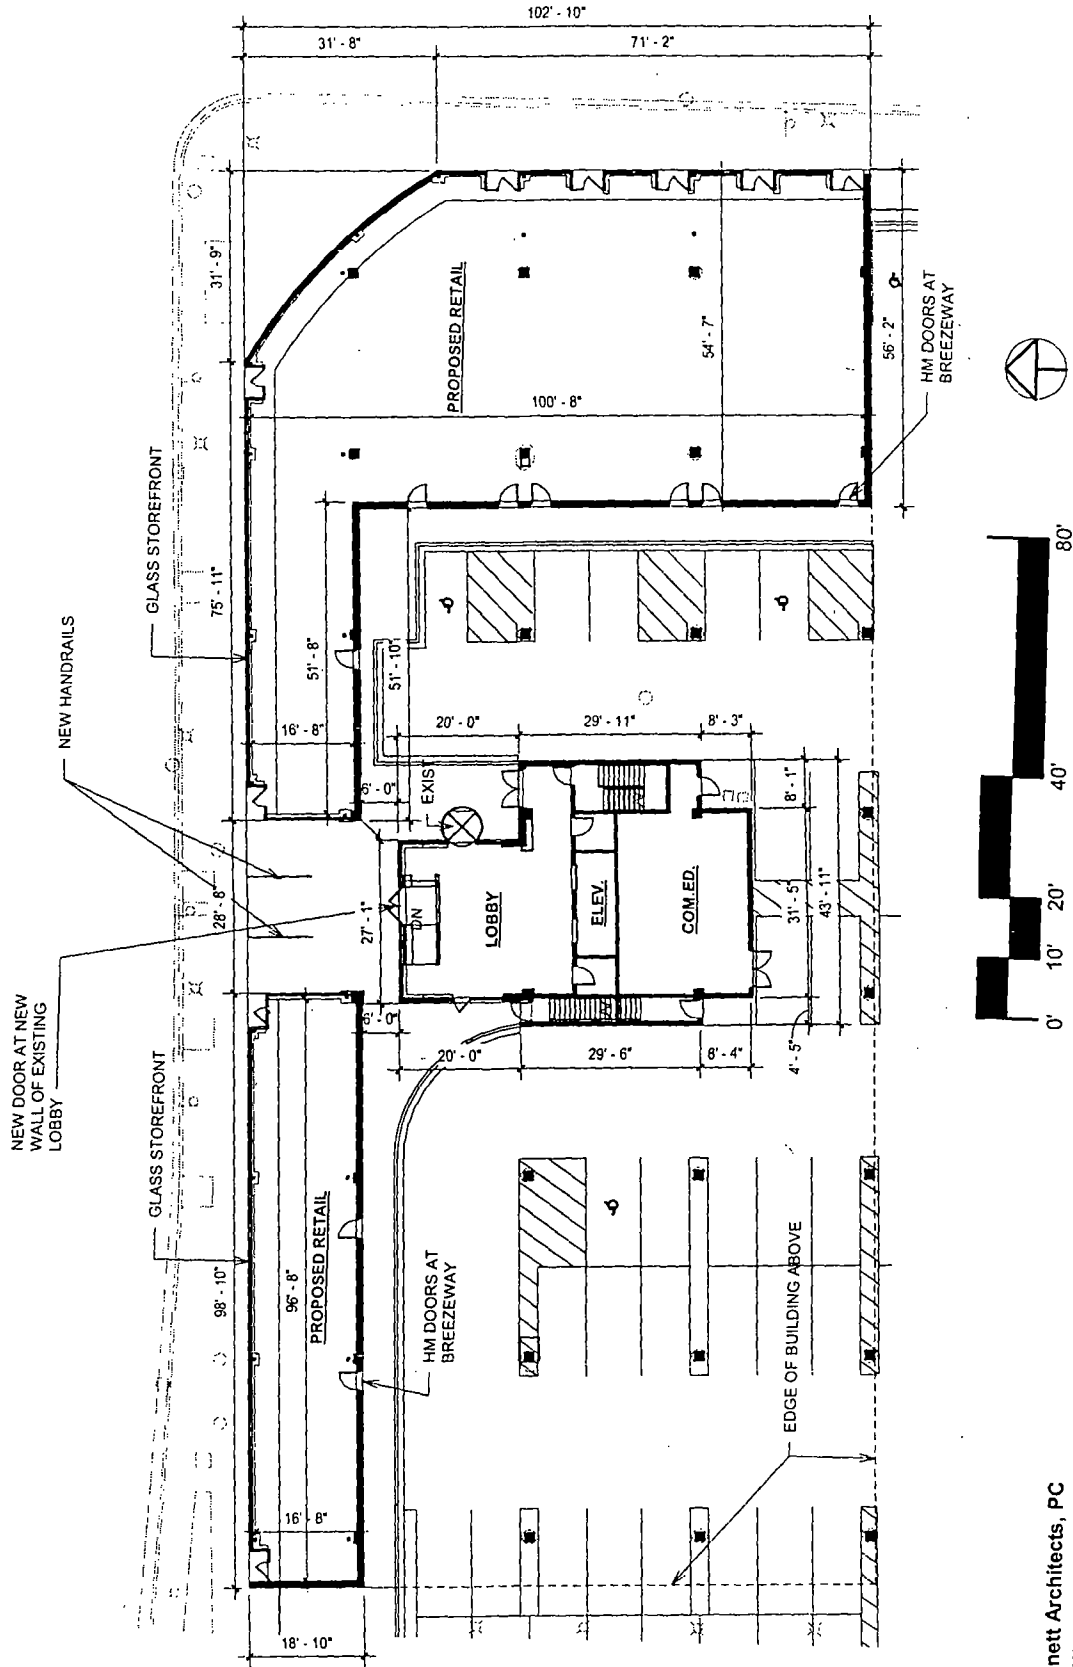 102' - 10"
31' - 8"
71' - 2"
31' - 9"
PROPOSED RETAIL
54' - 7"
56' - 2"
HM DOORS AT
BREEZEWAY
100' - 8"
GLASS STOREFRONT
75' - 11"
NEW HANDRAILS
51' - 8"
51' - 10"
16' - 8"
20' - 0"
29' - 11"
8' - 3"
6' - 0"
EXIST
8' - 1"
28' - 8"
27' - 1"
DN
LOBBY
ELEV.
COM.ED.
31' - 5"
43' - 11"
NEW DOOR AT NEW
WALL OF EXISTING
LOBBY
6' - 0"
20' - 0"
29' - 6"
8' - 4"
4' - 5"
GLASS STOREFRONT
98' - 10"
96' - 8"
PROPOSED RETAIL
HM DOORS AT
BREEZEWAY
EDGE OF BUILDING ABOVE
16' - 8"
18' - 10"
0'
10'
20'
40'
80'
nett Architects, PC